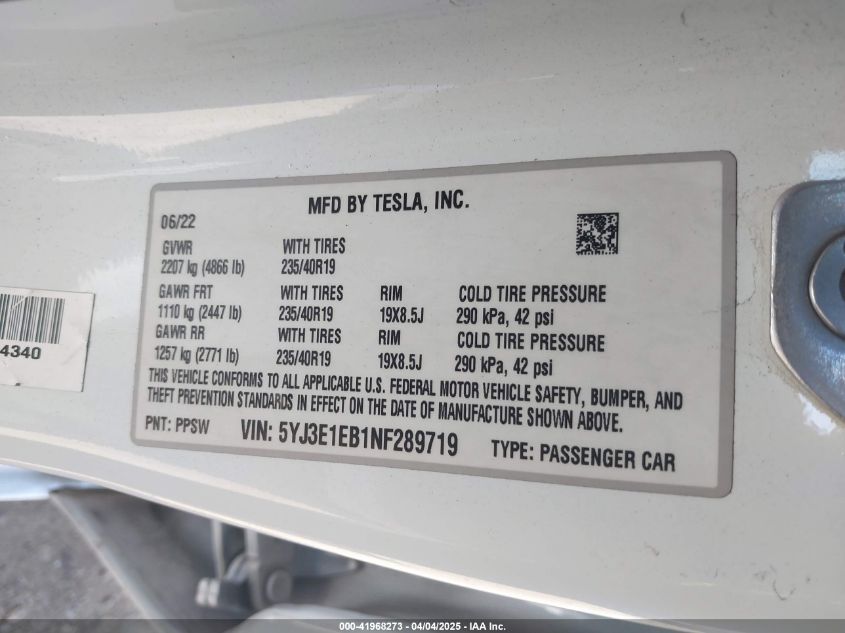 MFD BY TESLA, INC.
06/22
GVWR WITH TIRES
2207 kg (4866 lb) 235/40R19
GAWR FRT WITH TIRES RIM COLD TIRE PRESSURE
1110 kg (2447 lb) 235/40R19 19X8.5J 290 kPa, 42 psi
GAWR RR WITH TIRES RIM COLD TIRE PRESSURE
1257 kg (2771 lb) 235/40R19 19X8.5J 290 kPa, 42 psi
THIS VEHICLE CONFORMS TO ALL APPLICABLE U.S. FEDERAL MOTOR VEHICLE SAFETY, BUMPER, AND
THEFT PREVENTION STANDARDS IN EFFECT ON THE DATE OF MANUFACTURE SHOWN ABOVE.
PNT: PPSW VIN: 5YJ3E1EB1NF289719 TYPE: PASSENGER CAR
4340
000-41968273 - 04/04/2025 - IAA Inc.